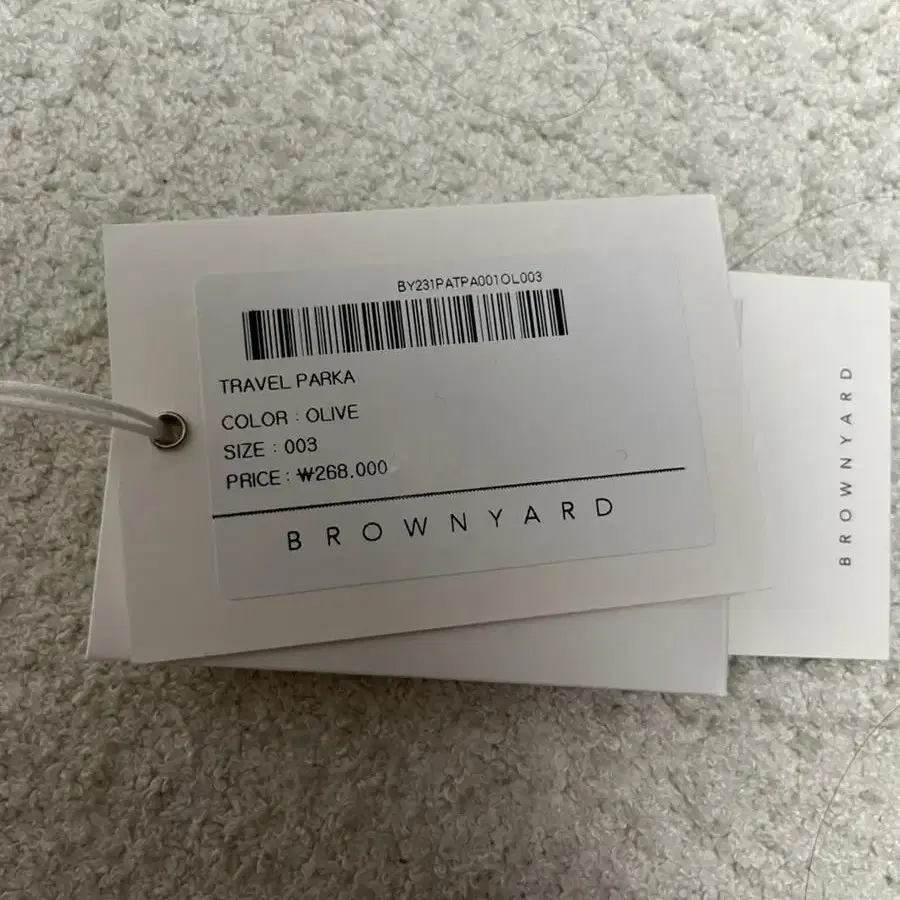 BY231PATPA001OL003
TRAVEL PARKA
COLOR : OLIVE
SIZE : 003
PRICE : ₩268.000
BROWNYARD
BROWNYARD